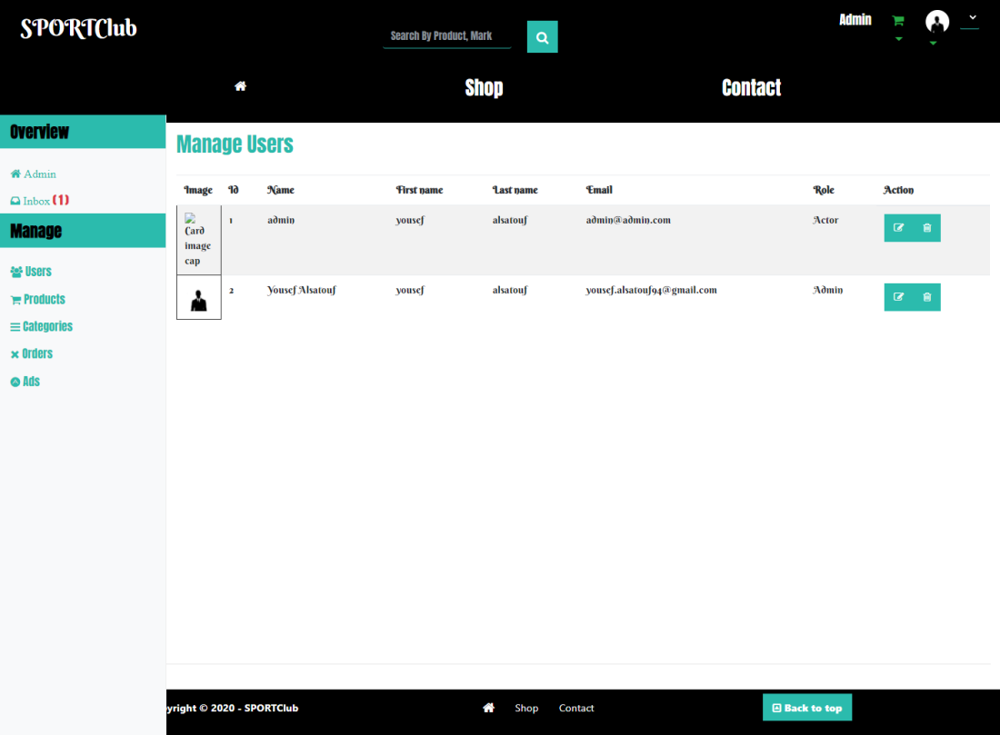 SPORTClub
Search By Product, Mark
Admin
Shop
Contact
Overview
Admin
Inbox (1)
Manage
Users
Products
Categories
Orders
Ads
Manage Users
Image Id Name First name Last name Email Role Action
Card image cap 1 admin yousef alsatouf admin@admin.com Actor
2 Yousef Alsatouf yousef alsatouf yousef.alsatouf94@gmail.com Admin
yright © 2020 - SPORTClub
Shop
Contact
Back to top